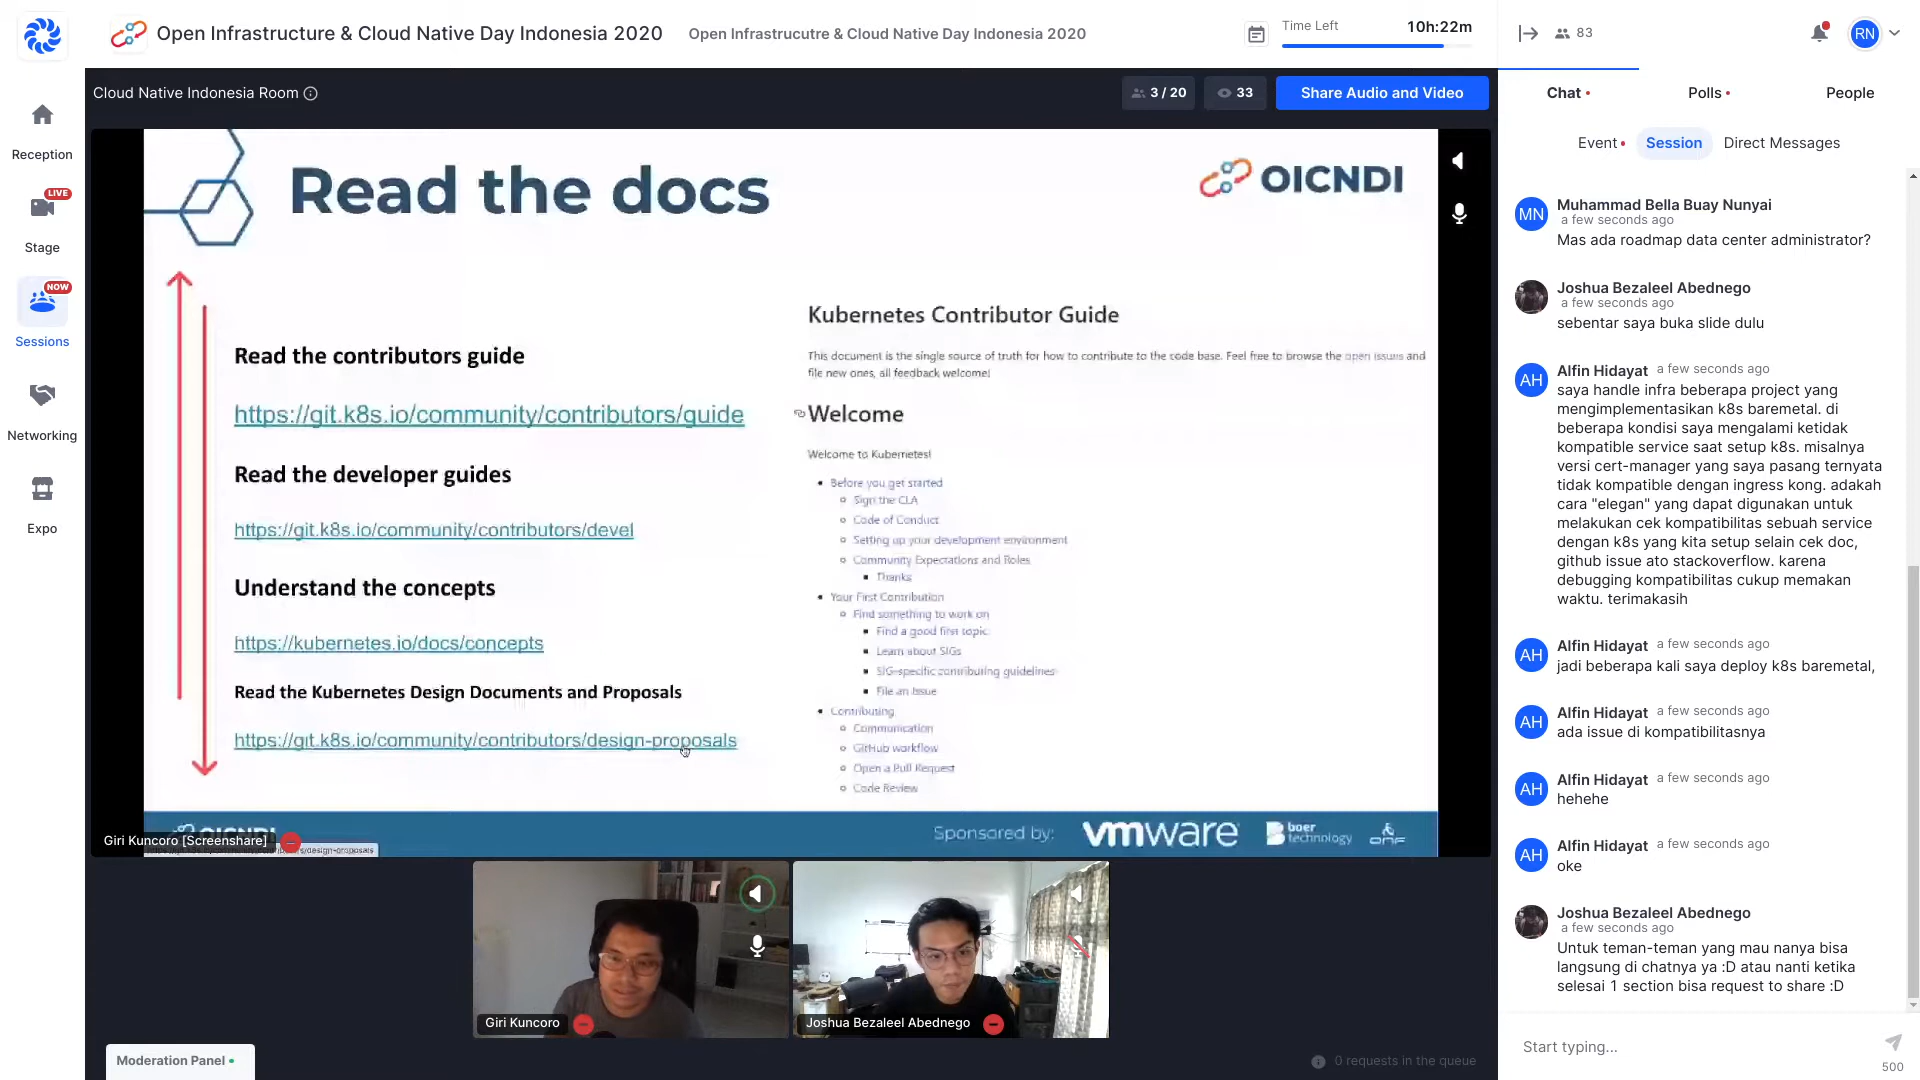 Open Infrastructure & Cloud Native Day Indonesia 2020
Open Infrastrucutre & Cloud Native Day Indonesia 2020
Time Left
10h:22m
83
RN
Reception
LIVE
Stage
NOW
Sessions
Networking
Expo
Cloud Native Indonesia Room
3 / 20
33
Share Audio and Video
Read the docs
OICNDI
Read the contributors guide
https://git.k8s.io/community/contributors/guide
Read the developer guides
https://git.k8s.io/community/contributors/devel
Understand the concepts
https://kubernetes.io/docs/concepts
Read the Kubernetes Design Documents and Proposals
https://git.k8s.io/community/contributors/design-proposals
Kubernetes Contributor Guide
This document is the single source of truth for how to contribute to the code base. Feel free to browse the open issues and
file new ones, all feedback welcome!
Welcome
Welcome to Kubernetes!
Before you get started
Sign the CLA
Code of Conduct
Setting up your development environment
Community Expectations and Roles
Thanks
Your First Contribution
Find something to work on
Find a good first topic
Learn about SIGs
SIG-specific contributing guidelines
File an Issue
Contributing
Communication
GitHub workflow
Open a Pull Request
Code Review
OICNDI
Sponsored by:
vmware
boer
technology
Giri Kuncoro [Screenshare]
Giri Kuncoro
Joshua Bezaleel Abednego
Moderation Panel
0 requests in the queue
Chat
Polls
People
Event
Session
Direct Messages
MN
Muhammad Bella Buay Nunyai
a few seconds ago
Mas ada roadmap data center administrator?
Joshua Bezaleel Abednego
a few seconds ago
sebentar saya buka slide dulu
AH
Alfin Hidayat a few seconds ago
saya handle infra beberapa project yang
mengimplementasikan k8s baremetal. di
beberapa kondisi saya mengalami ketidak
kompatible service saat setup k8s. misalnya
versi cert-manager yang saya pasang ternyata
tidak kompatible dengan ingress kong. adakah
cara "elegan" yang dapat digunakan untuk
melakukan cek kompatibilitas sebuah service
dengan k8s yang kita setup selain cek doc,
github issue ato stackoverflow. karena
debugging kompatibilitas cukup memakan
waktu. terimakasih
AH
Alfin Hidayat a few seconds ago
jadi beberapa kali saya deploy k8s baremetal,
AH
Alfin Hidayat a few seconds ago
ada issue di kompatibilitasnya
AH
Alfin Hidayat a few seconds ago
hehehe
AH
Alfin Hidayat a few seconds ago
oke
Joshua Bezaleel Abednego
a few seconds ago
Untuk teman-teman yang mau nanya bisa
langsung di chatnya ya :D atau nanti ketika
selesai 1 section bisa request to share :D
Start typing...
500